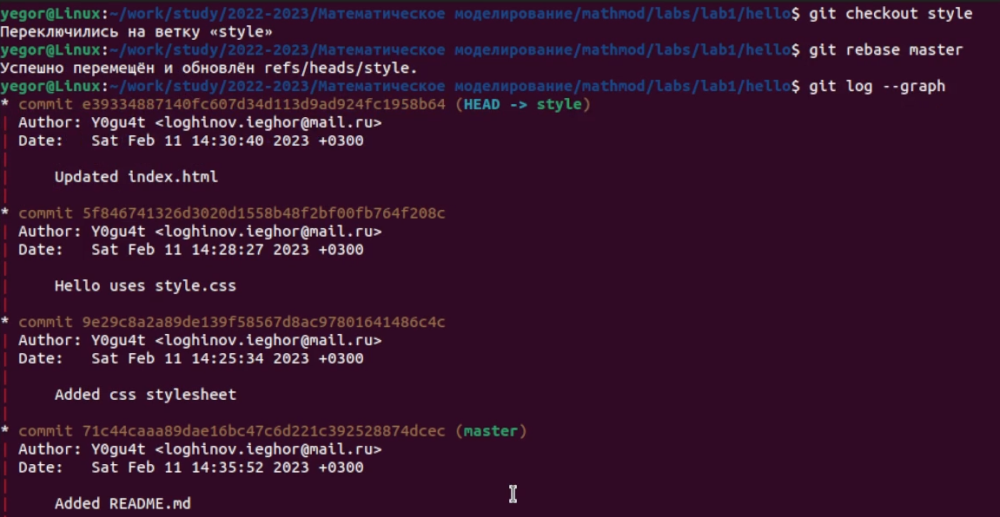 yegor@Linux:~/work/study/2022-2023/Математическое моделирование/mathmod/labs/lab1/hello$ git checkout style
Переключились на ветку «style»
yegor@Linux:~/work/study/2022-2023/Математическое моделирование/mathmod/labs/lab1/hello$ git rebase master
Успешно перемещён и обновлён refs/heads/style.
yegor@Linux:~/work/study/2022-2023/Математическое моделирование/mathmod/labs/lab1/hello$ git log --graph
* commit e39334887140fc607d34d113d9ad924fc1958b64 (HEAD -> style)
| Author: Y0gu4t <loghinov.ieghor@mail.ru>
| Date:   Sat Feb 11 14:30:40 2023 +0300
|
|     Updated index.html
|
* commit 5f846741326d3020d1558b48f2bf00fb764f208c
| Author: Y0gu4t <loghinov.ieghor@mail.ru>
| Date:   Sat Feb 11 14:28:27 2023 +0300
|
|     Hello uses style.css
|
* commit 9e29c8a2a89de139f58567d8ac97801641486c4c
| Author: Y0gu4t <loghinov.ieghor@mail.ru>
| Date:   Sat Feb 11 14:25:34 2023 +0300
|
|     Added css stylesheet
|
* commit 71c44caaa89dae16bc47c6d221c392528874dcec (master)
| Author: Y0gu4t <loghinov.ieghor@mail.ru>
| Date:   Sat Feb 11 14:35:52 2023 +0300
|
|     Added README.md